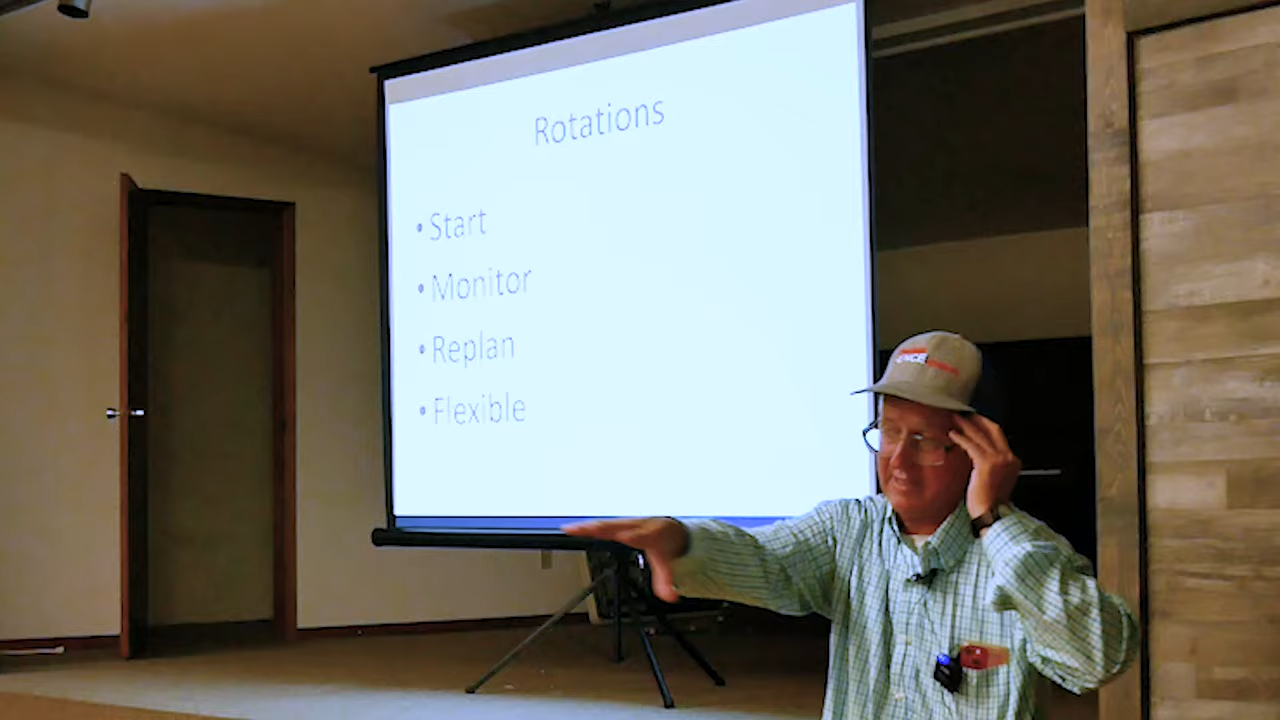 Rotations
• Start
• Monitor
• Replan
• Flexible